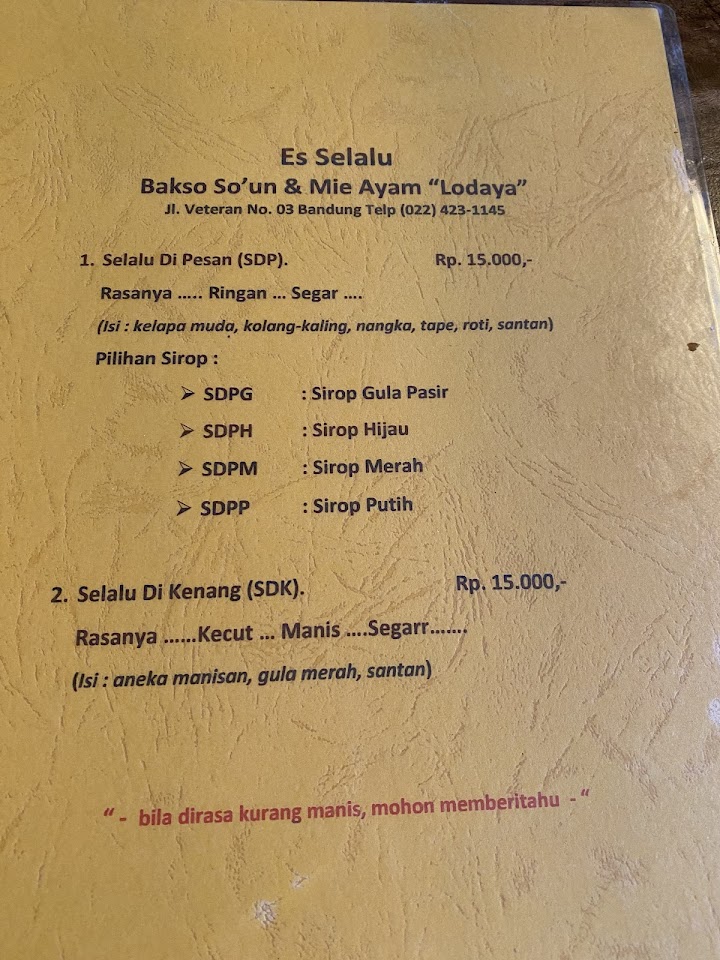 Es Selalu
Bakso So’un & Mie Ayam “Lodaya”
Jl. Veteran No. 03 Bandung Telp (022) 423-1145
1. Selalu Di Pesan (SDP). Rp. 15.000,-
Rasanya ..... Ringan ... Segar ....
(Isi : kelapa muda, kolang-kaling, nangka, tape, roti, santan)
Pilihan Sirop :
➢ SDPG : Sirop Gula Pasir
➢ SDPH : Sirop Hijau
➢ SDPM : Sirop Merah
➢ SDPP : Sirop Putih
2. Selalu Di Kenang (SDK). Rp. 15.000,-
Rasanya ......Kecut ... Manis ....Segarr.......
(Isi : aneka manisan, gula merah, santan)
“ - bila dirasa kurang manis, mohon memberitahu - “